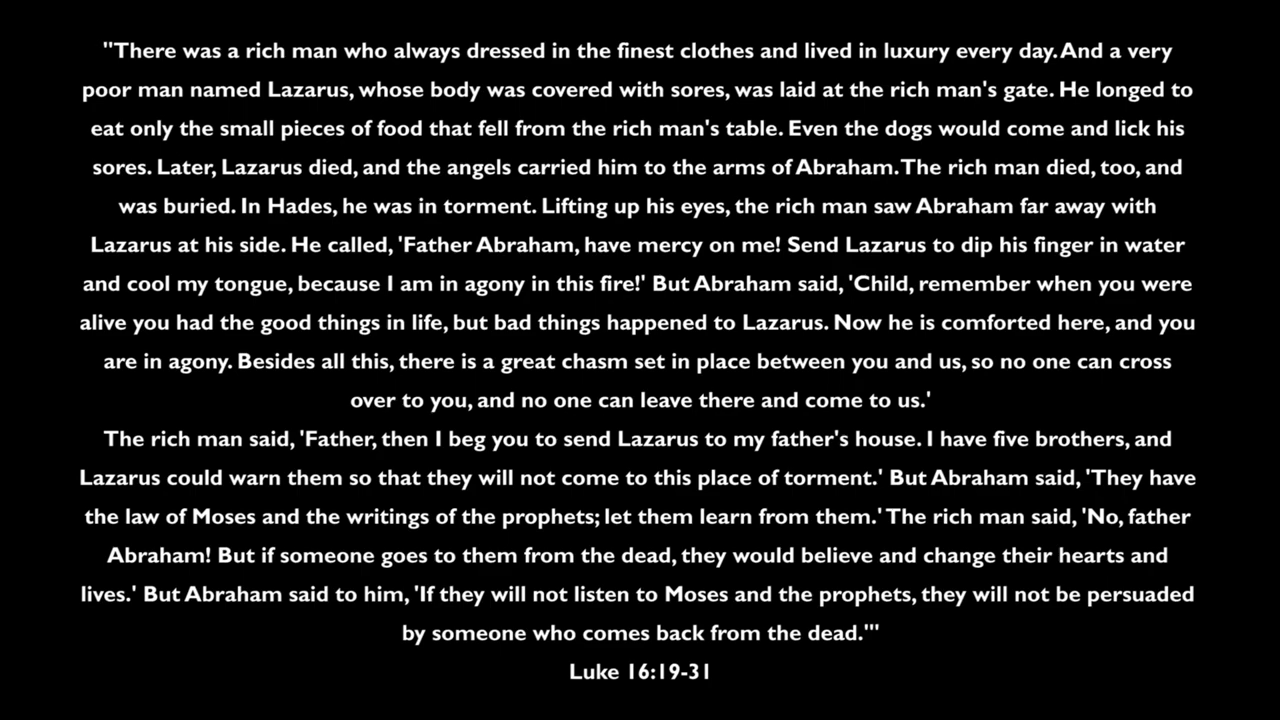 "There was a rich man who always dressed in the finest clothes and lived in luxury every day. And a very
poor man named Lazarus, whose body was covered with sores, was laid at the rich man's gate. He longed to
eat only the small pieces of food that fell from the rich man's table. Even the dogs would come and lick his
sores. Later, Lazarus died, and the angels carried him to the arms of Abraham. The rich man died, too, and
was buried. In Hades, he was in torment. Lifting up his eyes, the rich man saw Abraham far away with
Lazarus at his side. He called, 'Father Abraham, have mercy on me! Send Lazarus to dip his finger in water
and cool my tongue, because I am in agony in this fire!' But Abraham said, 'Child, remember when you were
alive you had the good things in life, but bad things happened to Lazarus. Now he is comforted here, and you
are in agony. Besides all this, there is a great chasm set in place between you and us, so no one can cross
over to you, and no one can leave there and come to us.'
The rich man said, 'Father, then I beg you to send Lazarus to my father's house. I have five brothers, and
Lazarus could warn them so that they will not come to this place of torment.' But Abraham said, 'They have
the law of Moses and the writings of the prophets; let them learn from them.' The rich man said, 'No, father
Abraham! But if someone goes to them from the dead, they would believe and change their hearts and
lives.' But Abraham said to him, 'If they will not listen to Moses and the prophets, they will not be persuaded
by someone who comes back from the dead.'"
Luke 16:19-31